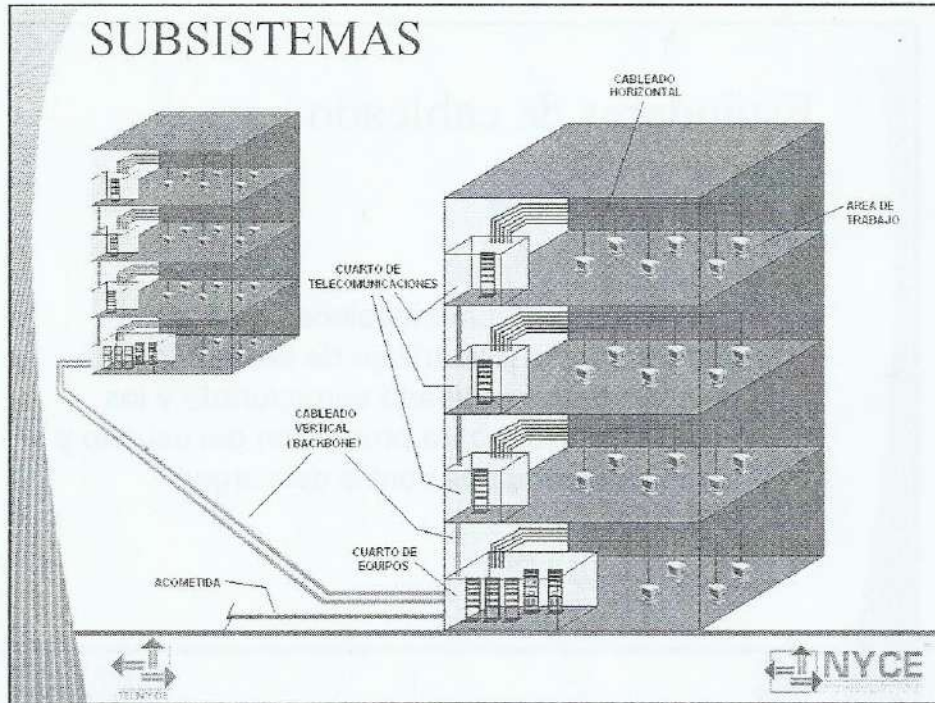 SUBSISTEMAS
CABLEADO
HORIZONTAL
AREA DE
TRABAJO
CUARTO DE
TELECOMUNICACIONES
CABLEADO
VERTICAL
(BACKBONE)
CUARTO DE
EQUIPOS
ACOMETIDA
NYCE